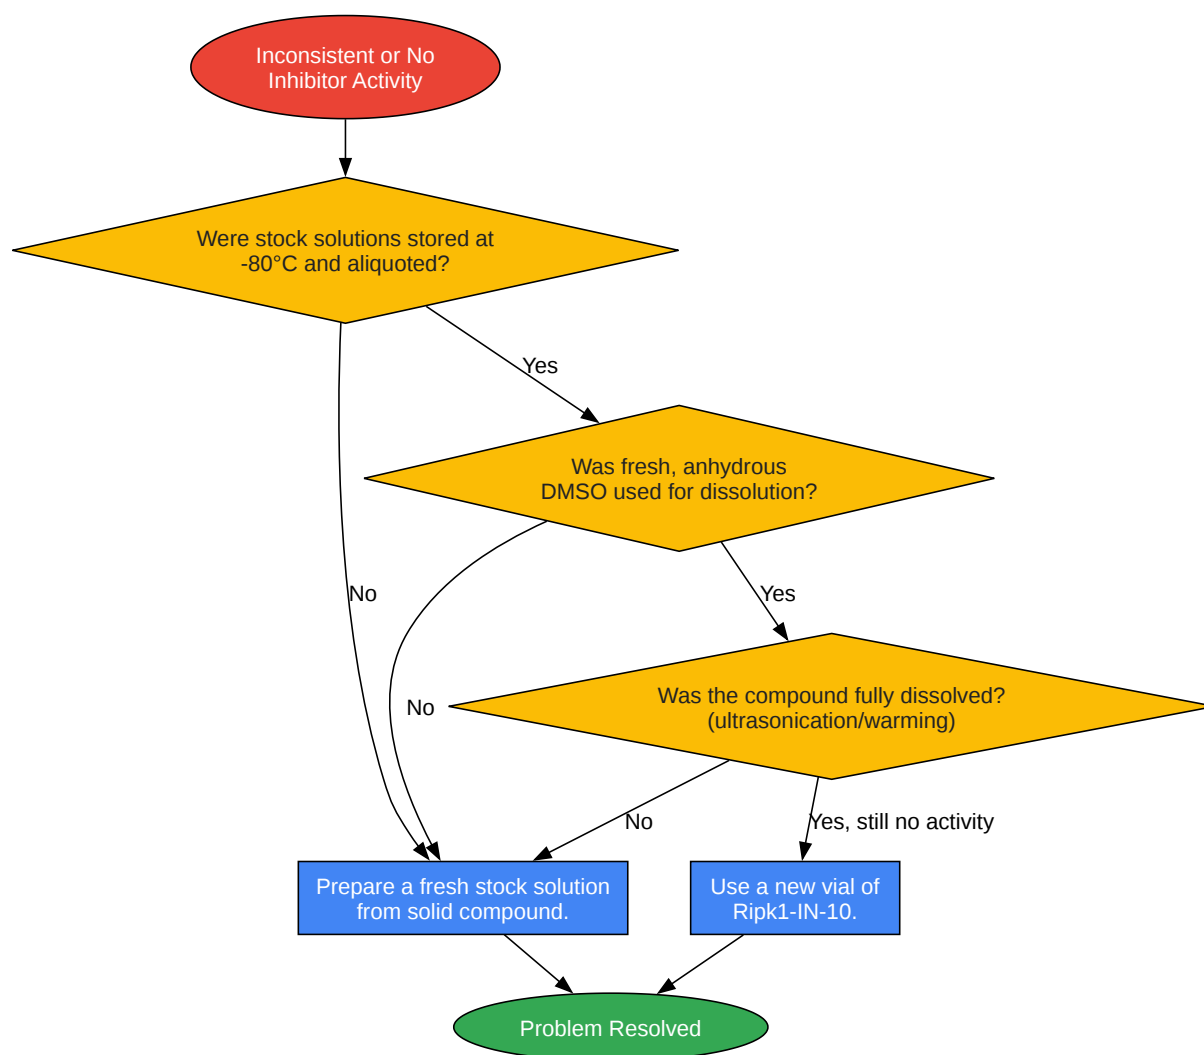 Inconsistent or No
Inhibitor Activity
Were stock solutions stored at
-80°C and aliquoted?
Yes
Was fresh, anhydrous
DMSO used for dissolution?
No
Yes
Was the compound fully dissolved?
(ultrasonication/warming)
No
No
Yes, still no activity
Prepare a fresh stock solution
from solid compound.
Use a new vial of
Ripk1-IN-10.
Problem Resolved